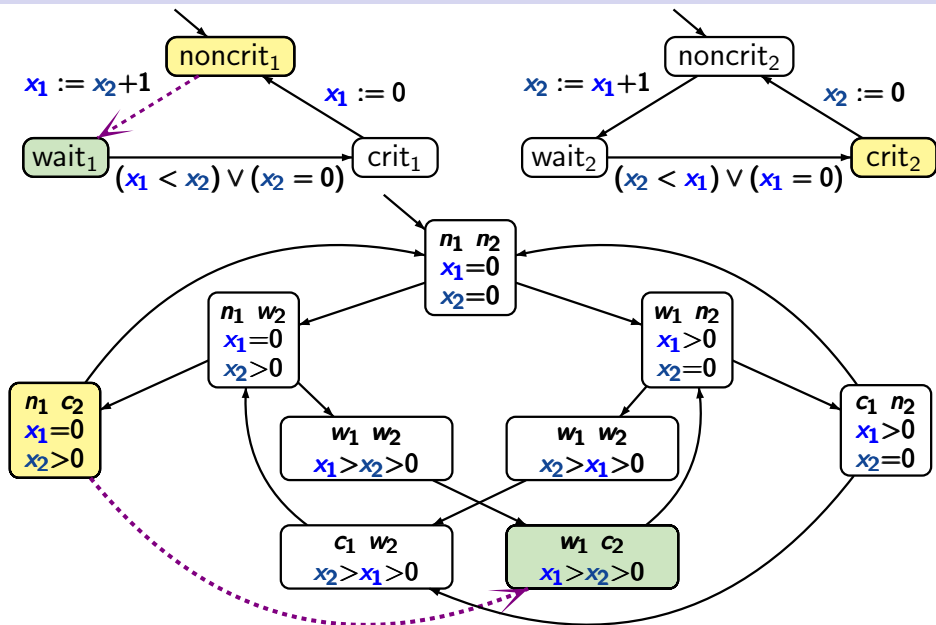 noncrit₁
x₁ := x₂+1
x₁ := 0
wait₁
crit₁
(x₁ < x₂) ∨ (x₂ = 0)
noncrit₂
x₂ := x₁+1
x₂ := 0
wait₂
crit₂
(x₂ < x₁) ∨ (x₁ = 0)
n₁ n₂
x₁=0
x₂=0
n₁ w₂
x₁=0
x₂>0
w₁ n₂
x₁>0
x₂=0
n₁ c₂
x₁=0
x₂>0
c₁ n₂
x₁>0
x₂=0
w₁ w₂
x₁>x₂>0
w₁ w₂
x₂>x₁>0
c₁ w₂
x₂>x₁>0
w₁ c₂
x₁>x₂>0